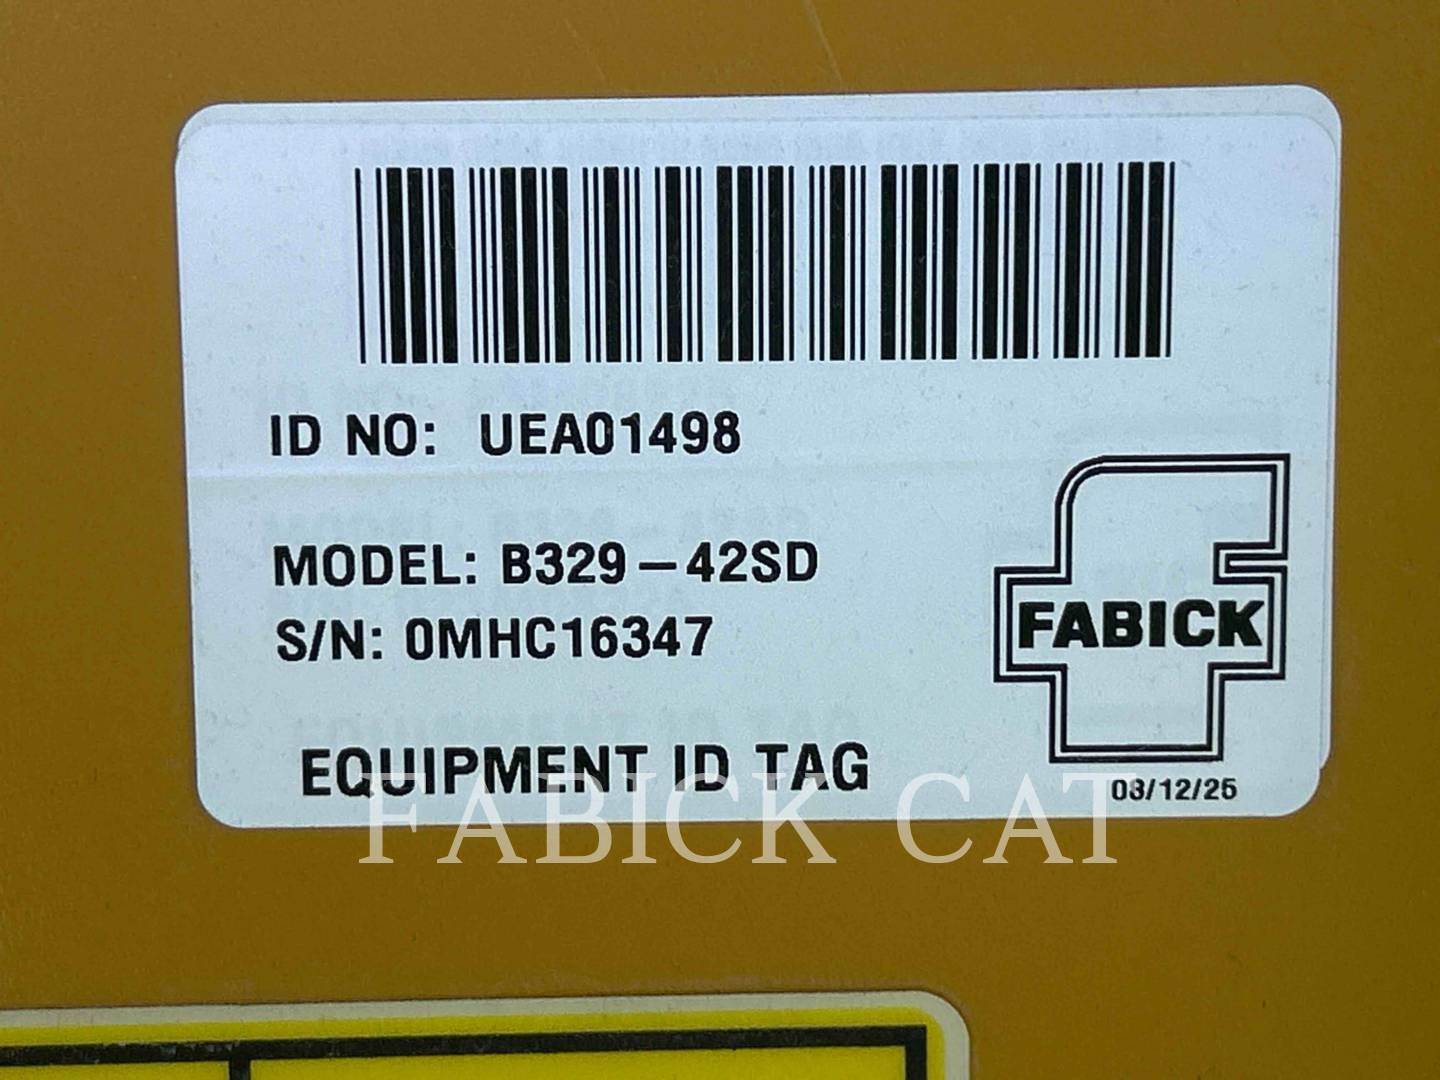 ID NO: UEA01498
MODEL: B329-42SD
S/N: 0MHC16347
FABICK
EQUIPMENT ID TAG
03/12/25
FABICK CAT